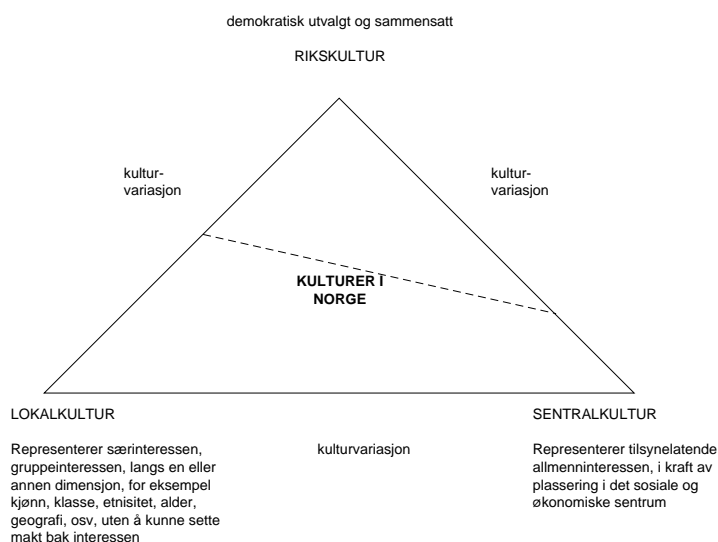 demokratisk utvalgt og sammensatt
RIKSKULTUR
kultur-
variasjon
kultur-
variasjon
KULTURER I
NORGE
LOKALKULTUR
Representerer særinteressen,
gruppeinteressen, langs en eller
annen dimensjon, for eksempel
kjønn, klasse, etnisitet, alder,
geografi, osv, uten å kunne sette
makt bak interessen
kulturvariasjon
SENTRALKULTUR
Representerer tilsynelatende
allmenninteressen, i kraft av
plassering i det sosiale og
økonomiske sentrum